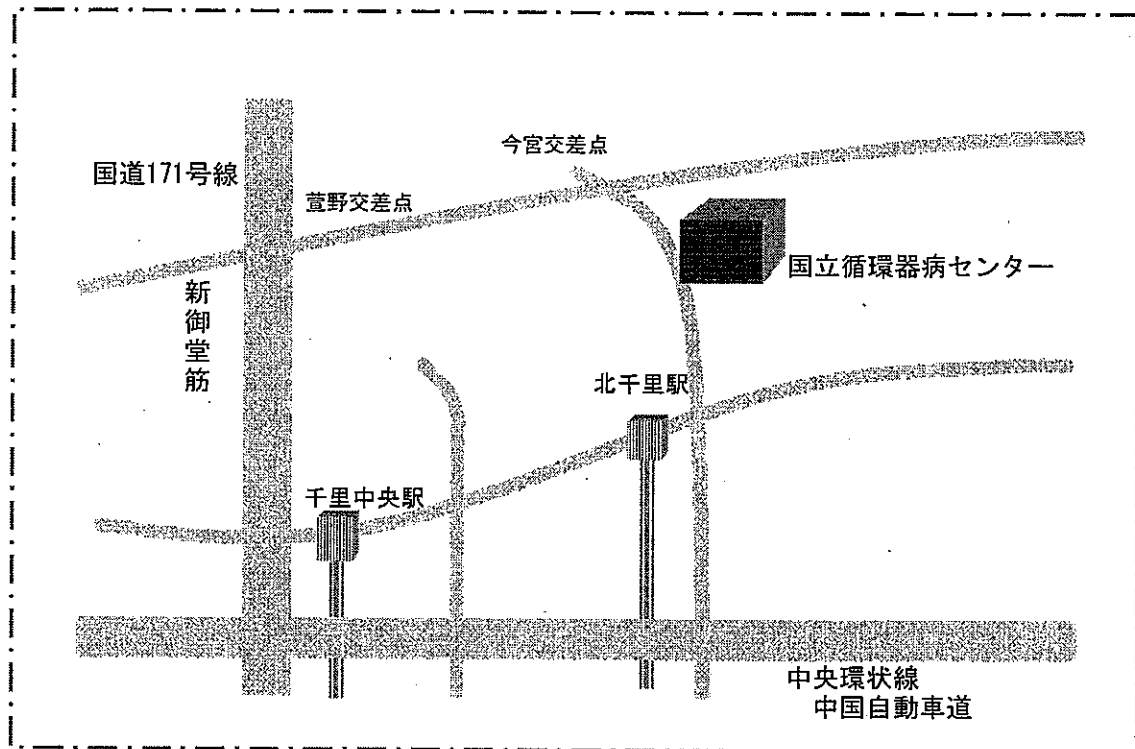 今宮交差点
国道171号線
萱野交差点
国立循環器病センター
新御堂筋
北千里駅
千里中央駅
中央環状線
中国自動車道